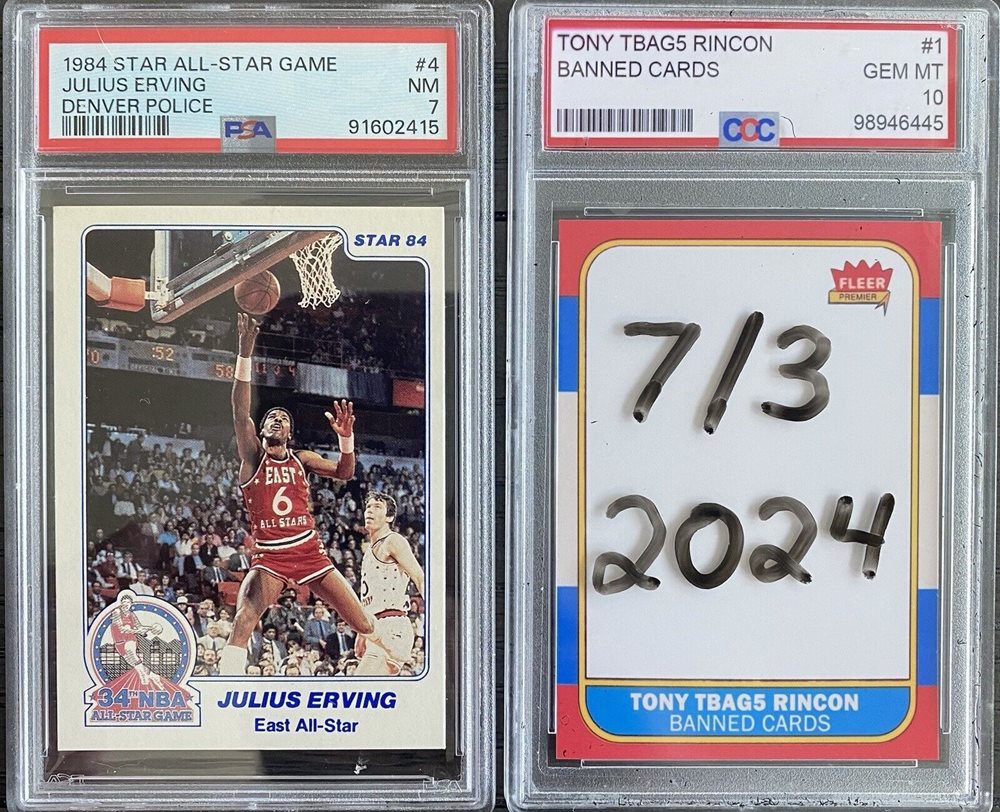 1984 STAR ALL-STAR GAME #4
JULIUS ERVING NM
DENVER POLICE 7
PSA 91602415
STAR 84
:52
58
EAST
6
ALL STARS
34TH NBA
ALL-STAR GAME
JULIUS ERVING
East All-Star
TONY TBAG5 RINCON #1
BANNED CARDS GEM MT
10
CCC 98946445
FLEER
PREMIER
7/3
2024
TONY TBAG5 RINCON
BANNED CARDS